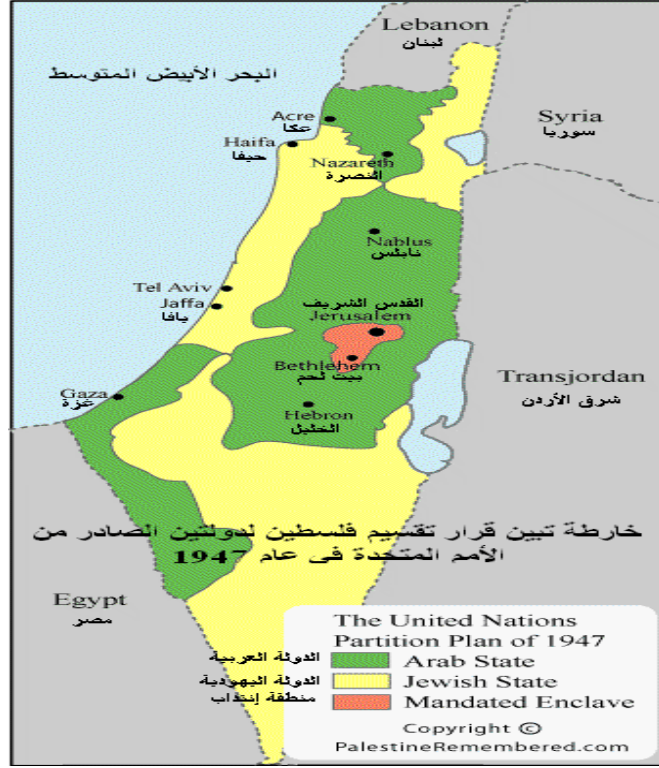 Lebanon
لبنان
البحر الأبيض المتوسط
Syria
سوريا
Acre
عكا
Haifa
حيفا
Nazareth
النصرة
Nablus
نابلس
Tel Aviv
Jaffa
يافا
القدس الشريف
Jerusalem
Bethlehem
بيت لحم
Transjordan
شرق الأردن
Gaza
غزة
Hebron
الخليل
خارطة تبين قرار تقسيم فلسطين لدولتين الصادر من
الأمم المتحدة فى عام 1947
Egypt
مصر
The United Nations
Partition Plan of 1947
الدولة العربية Arab State
الدولة اليهودية Jewish State
منطقة إنتداب Mandated Enclave
Copyright ©
PalestineRemembered.com